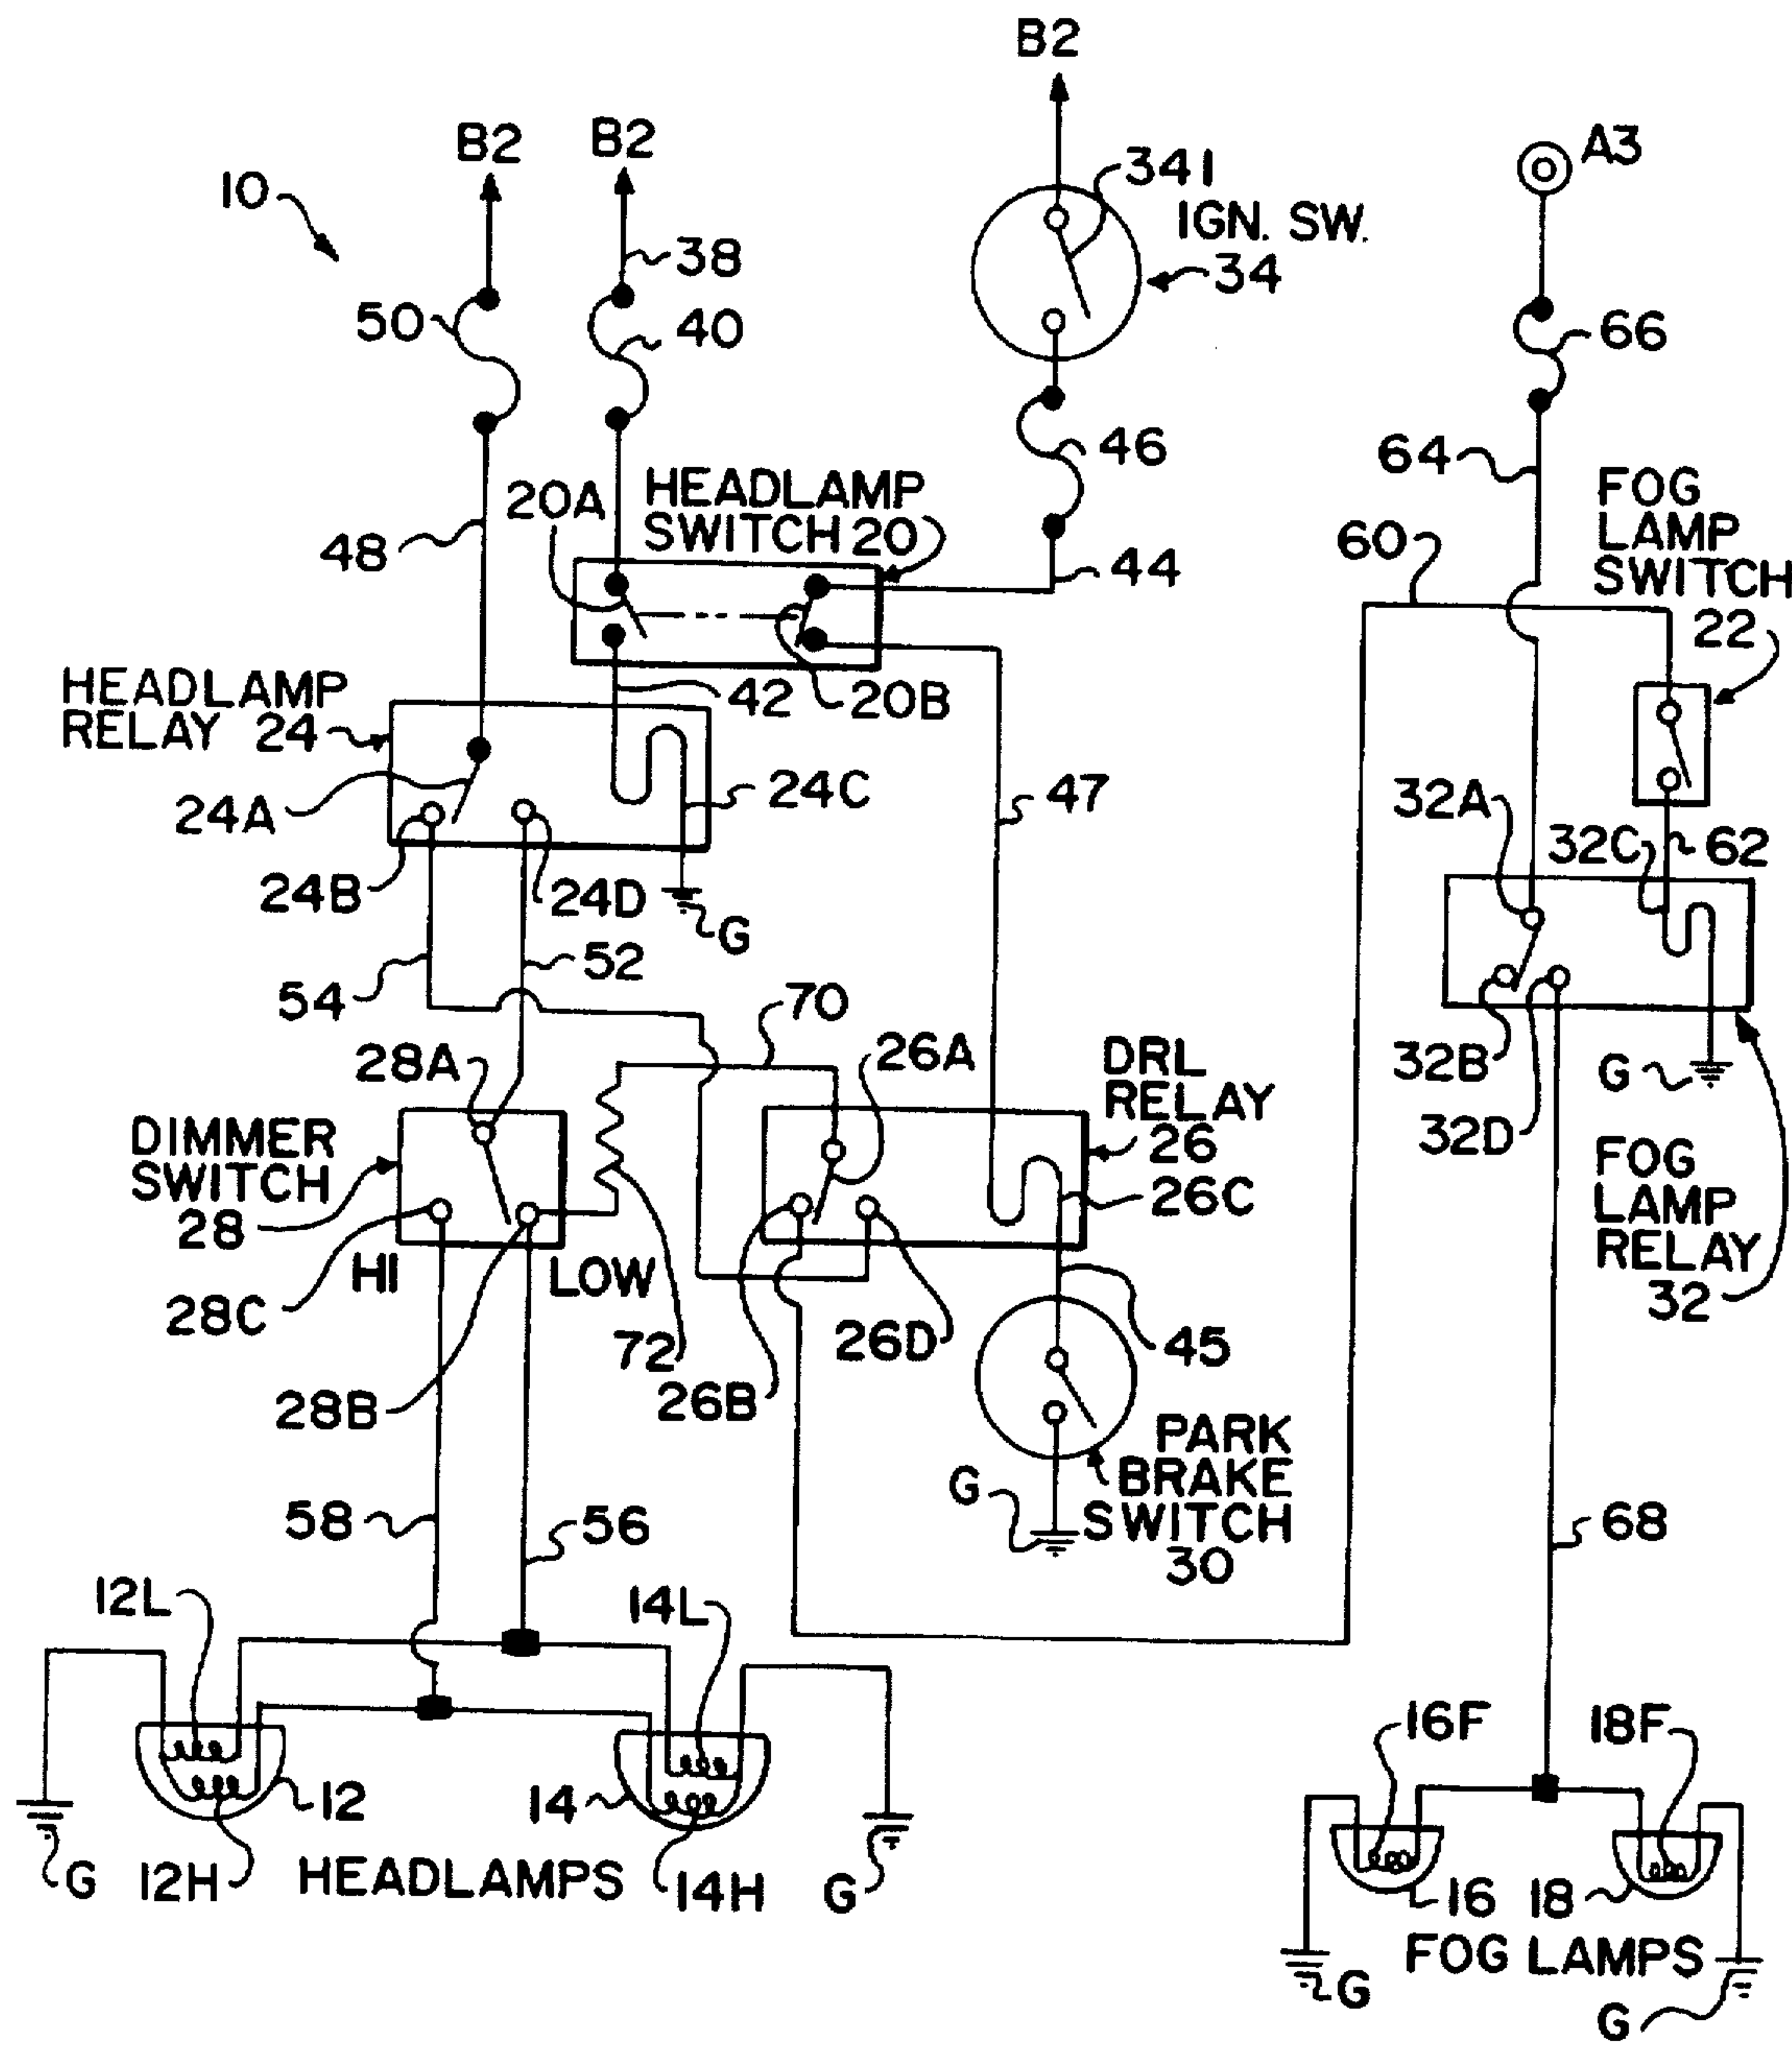 B2
B2
B2
A3
10
341
IGN. SW.
34
38
50
40
66
46
64
20A
HEADLAMP
SWITCH 20
48
44
60
FOG
LAMP
SWITCH
22
HEADLAMP
RELAY 24
42
20B
24A
24C
47
32A
32C
62
24B
24D
G
54
52
70
28A
26A
DRL
RELAY
26
32B
G
32D
DIMMER
SWITCH
28
26C
FOG
LAMP
RELAY
32
HI
LOW
28C
72
26D
45
28B
26B
PARK
BRAKE
SWITCH
30
G
58
56
68
12L
14L
16F
18F
12
14
G
12H
HEADLAMPS
14H
G
16
18
FOG LAMPS
G
G